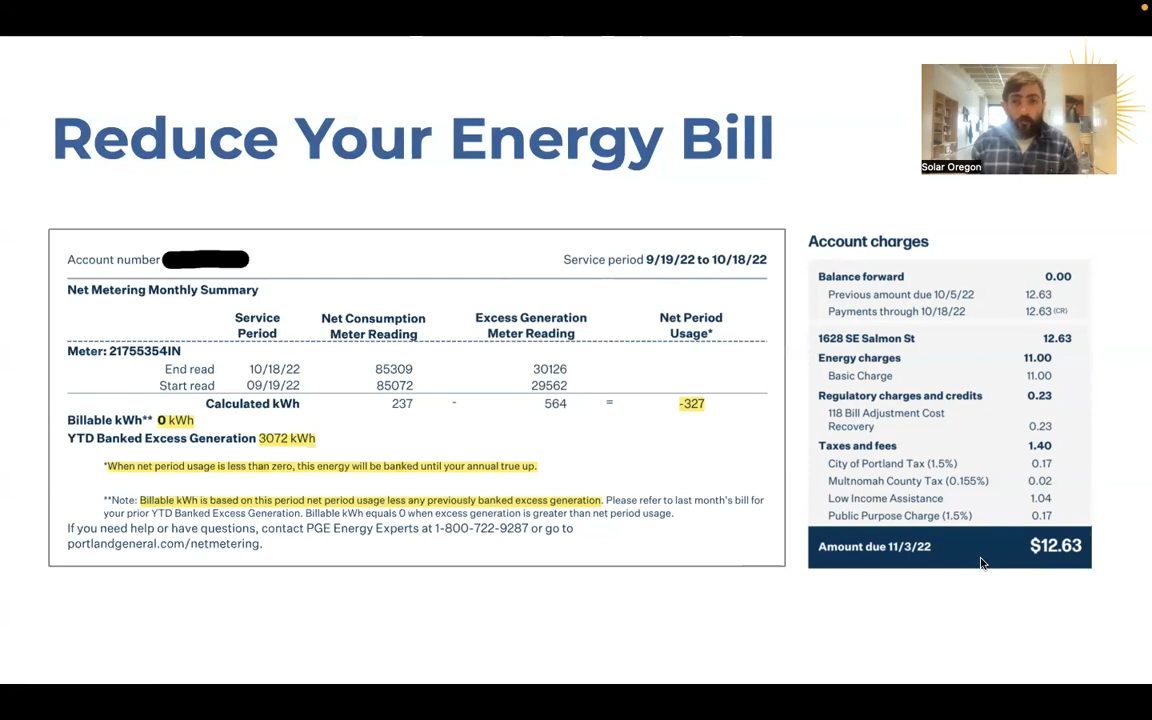 Reduce Your Energy Bill
Solar Oregon
Account number
Service period 9/19/22 to 10/18/22
Net Metering Monthly Summary
Service Period Net Consumption Meter Reading Excess Generation Meter Reading Net Period Usage*
Meter: 21755354IN
End read 10/18/22 85309 30126
Start read 09/19/22 85072 29562
Calculated kWh 237 - 564 = -327
Billable kWh** 0 kWh
YTD Banked Excess Generation 3072 kWh
*When net period usage is less than zero, this energy will be banked until your annual true up.
**Note: Billable kWh is based on this period net period usage less any previously banked excess generation. Please refer to last month's bill for
your prior YTD Banked Excess Generation. Billable kWh equals 0 when excess generation is greater than net period usage.
If you need help or have questions, contact PGE Energy Experts at 1-800-722-9287 or go to
portlandgeneral.com/netmetering.
Account charges
Balance forward 0.00
Previous amount due 10/5/22 12.63
Payments through 10/18/22 12.63 (CR)
1628 SE Salmon St 12.63
Energy charges 11.00
Basic Charge 11.00
Regulatory charges and credits 0.23
118 Bill Adjustment Cost
Recovery 0.23
Taxes and fees 1.40
City of Portland Tax (1.5%) 0.17
Multnomah County Tax (0.155%) 0.02
Low Income Assistance 1.04
Public Purpose Charge (1.5%) 0.17
Amount due 11/3/22 $12.63